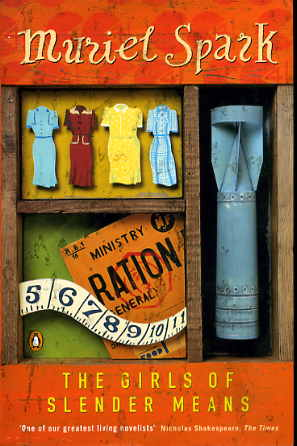 Muriel Spark
MINISTRY
RATION
GENERAL
5 6 7 8 9 10 11
FOOD
THE GIRLS OF
SLENDER MEANS
'One of our greatest living novelists' Nicholas Shakespeare, The Times